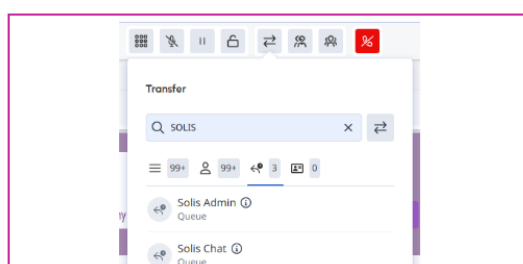 Transfer
SOLIS
99+ 99+ 3 0
Solis Admin
Queue
Solis Chat
Queue